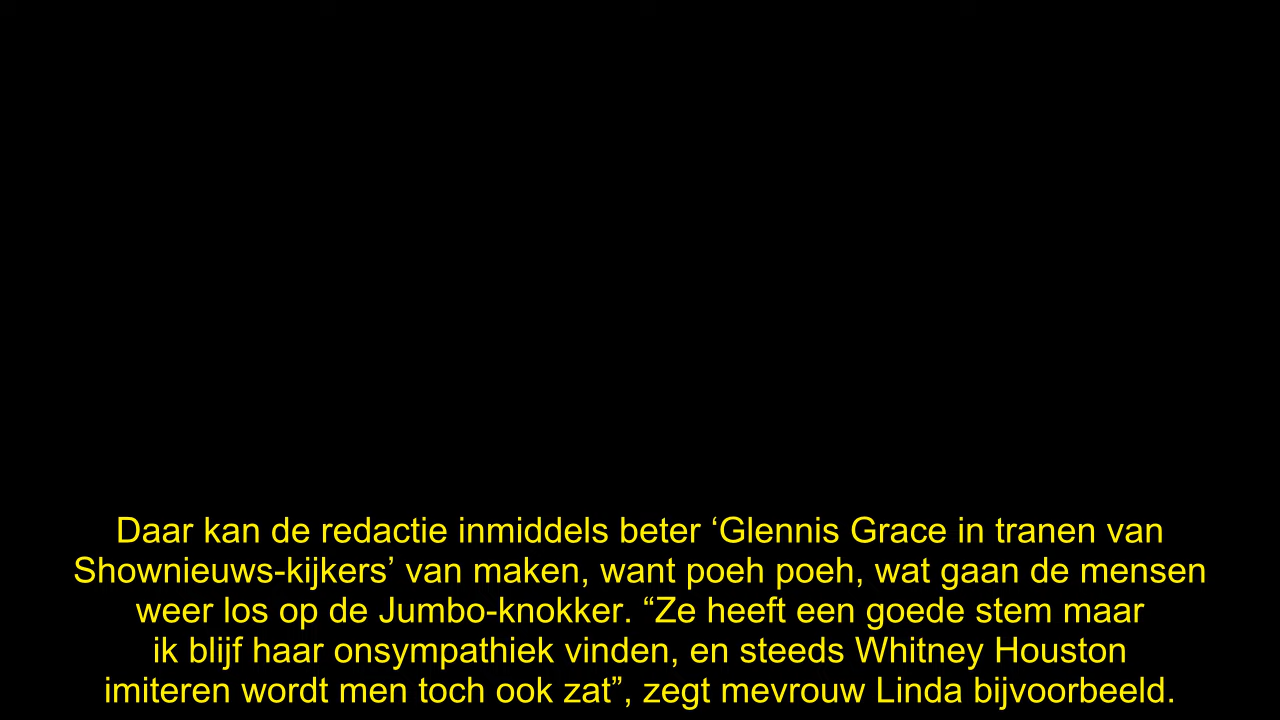 Daar kan de redactie inmiddels beter ‘Glennis Grace in tranen van
Shownieuws-kijkers’ van maken, want poeh poeh, wat gaan de mensen
weer los op de Jumbo-knokker. “Ze heeft een goede stem maar
ik blijf haar onsympathiek vinden, en steeds Whitney Houston
imiteren wordt men toch ook zat”, zegt mevrouw Linda bijvoorbeeld.